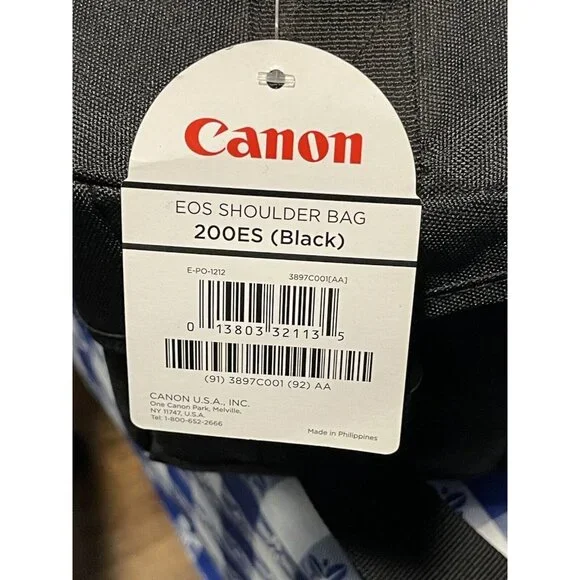 Canon
EOS SHOULDER BAG
200ES (Black)
E-PO-1212 3897C001[AA]
0 13803 32113 5
(91) 3897C001 (92) AA
CANON U.S.A., INC.
One Canon Park, Melville,
NY 11747, U.S.A.
Tel: 1-800-652-2666
Made in Philippines